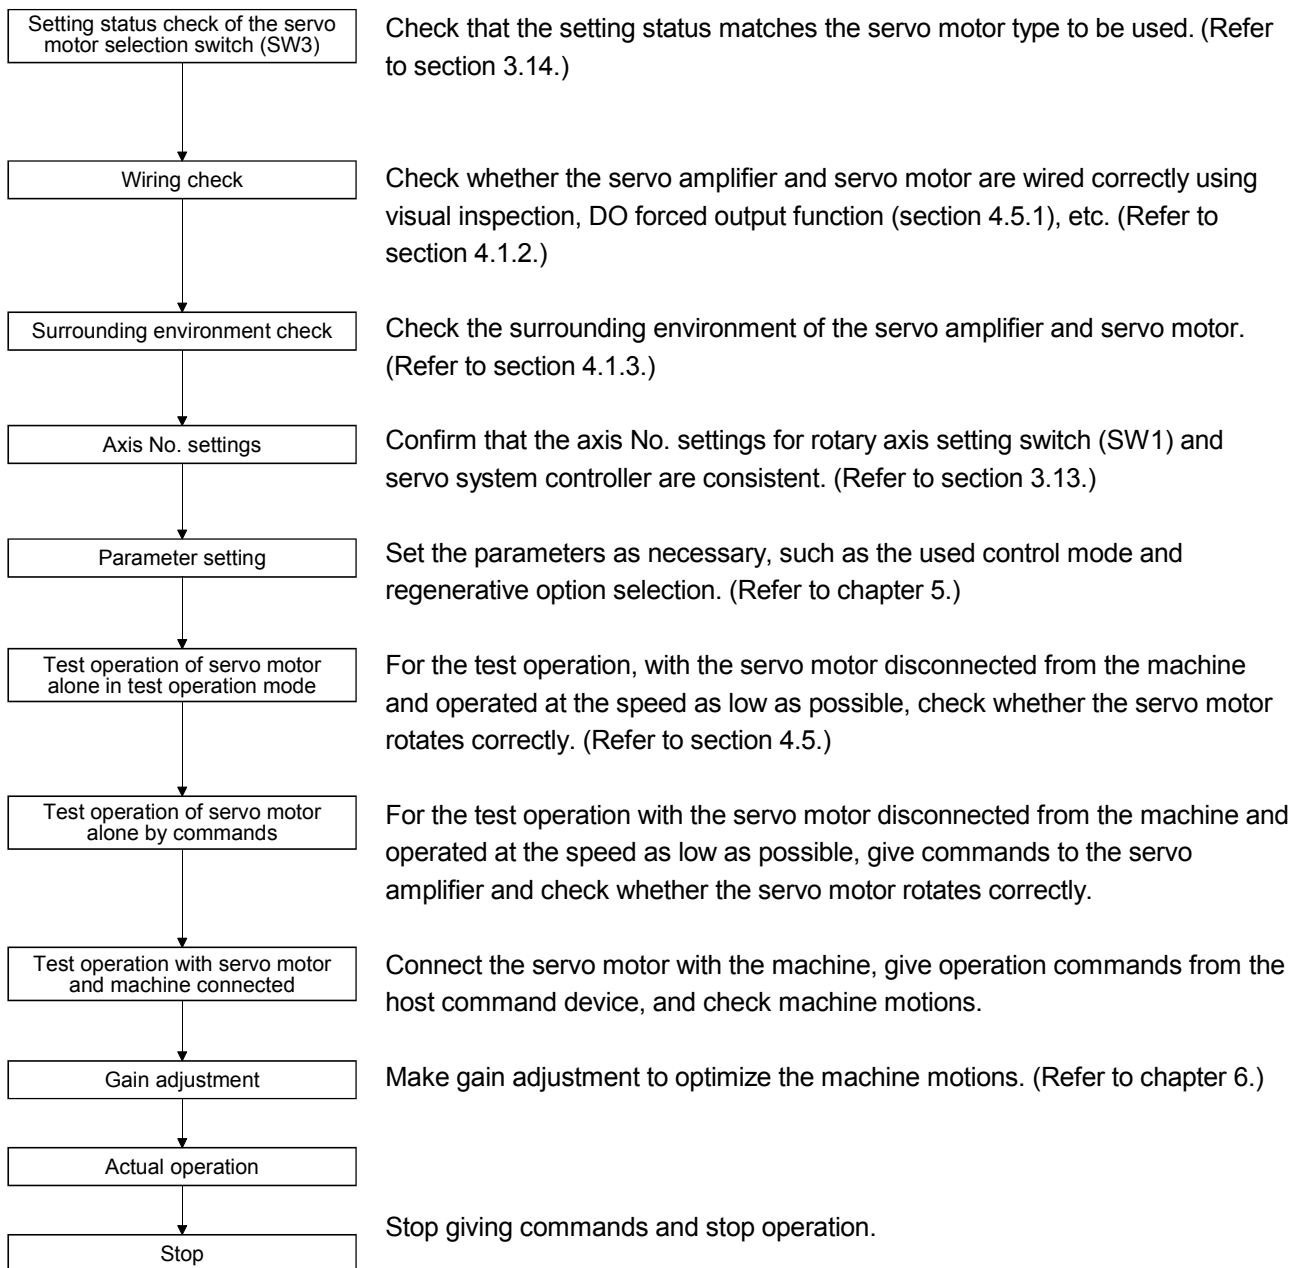 Setting status check of the servo
motor selection switch (SW3)
Check that the setting status matches the servo motor type to be used. (Refer
to section 3.14.)
Wiring check
Check whether the servo amplifier and servo motor are wired correctly using
visual inspection, DO forced output function (section 4.5.1), etc. (Refer to
section 4.1.2.)
Surrounding environment check
Check the surrounding environment of the servo amplifier and servo motor.
(Refer to section 4.1.3.)
Axis No. settings
Confirm that the axis No. settings for rotary axis setting switch (SW1) and
servo system controller are consistent. (Refer to section 3.13.)
Parameter setting
Set the parameters as necessary, such as the used control mode and
regenerative option selection. (Refer to chapter 5.)
Test operation of servo motor
alone in test operation mode
For the test operation, with the servo motor disconnected from the machine
and operated at the speed as low as possible, check whether the servo motor
rotates correctly. (Refer to section 4.5.)
Test operation of servo motor
alone by commands
For the test operation with the servo motor disconnected from the machine and
operated at the speed as low as possible, give commands to the servo
amplifier and check whether the servo motor rotates correctly.
Test operation with servo motor
and machine connected
Connect the servo motor with the machine, give operation commands from the
host command device, and check machine motions.
Gain adjustment
Make gain adjustment to optimize the machine motions. (Refer to chapter 6.)
Actual operation
Stop giving commands and stop operation.
Stop